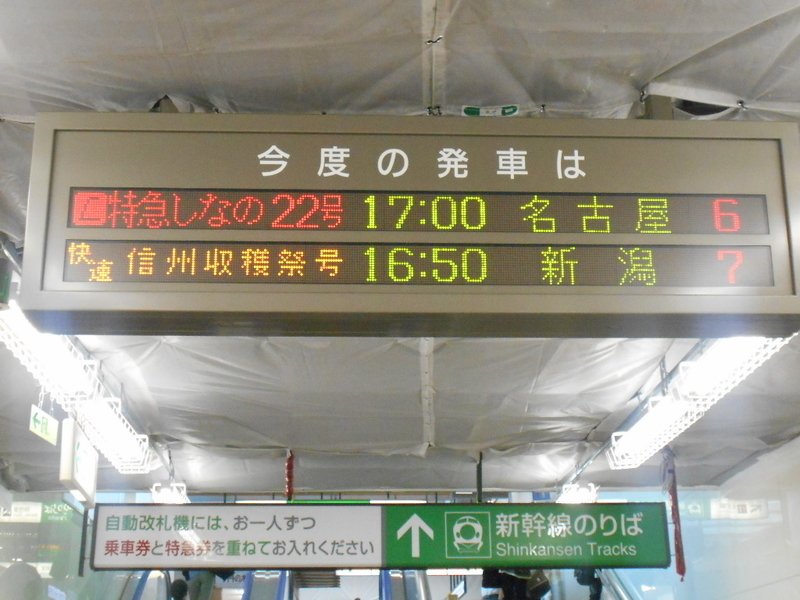 今度の発車は
特急しなの 22号 17:00 名古屋 6
快速 信州収穫祭号 16:50 新潟 7
自動改札機には、お一人ずつ
乗車券と特急券を重ねてお入れください
新幹線のりば
Shinkansen Tracks